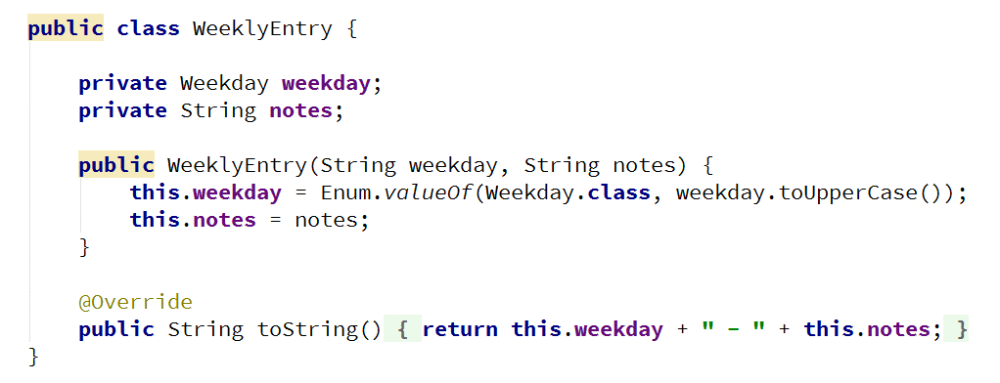 public class WeeklyEntry {
private Weekday weekday;
private String notes;
public WeeklyEntry(String weekday, String notes) {
this.weekday = Enum.valueOf(Weekday.class, weekday.toUpperCase());
this.notes = notes;
}
@Override
public String toString() { return this.weekday + " - " + this.notes; }
}